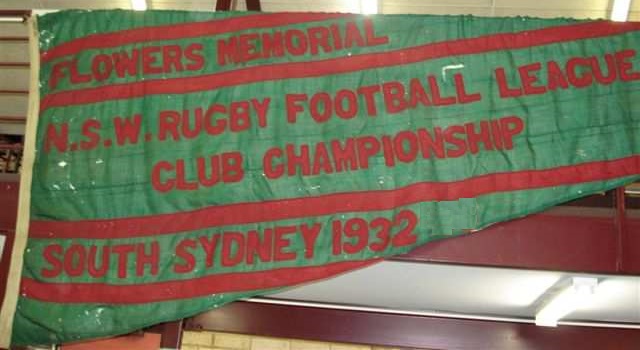 FLOWERS MEMORIAL
N.S.W. RUGBY FOOTBALL LEAGUE
CLUB CHAMPIONSHIP
SOUTH SYDNEY 1932